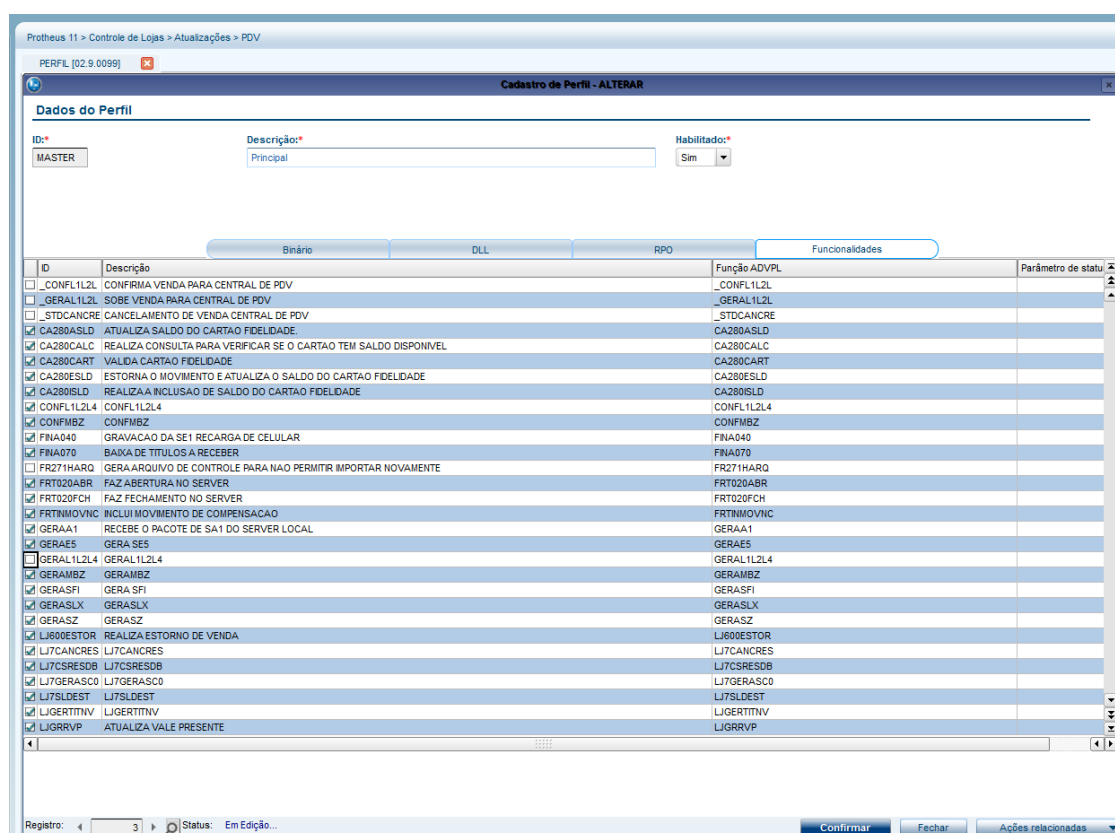 Protheus 11 > Controle de Lojas > Atualizações > PDV
PERFIL [02.9.0099]
Cadastro de Perfil - ALTERAR
Dados do Perfil
ID:* Descrição:* Habilitado:*
MASTER Principal Sim
Binário DLL RPO Funcionalidades
ID Descrição Função ADVPL Parâmetro de statu
_CONFL1L2L CONFIRMA VENDA PARA CENTRAL DE PDV _CONFL1L2L
_GERAL1L2L SOBE VENDA PARA CENTRAL DE PDV _GERAL1L2L
_STDCANCRE CANCELAMENTO DE VENDA CENTRAL DE PDV _STDCANCRE
CA280ASLD ATUALIZA SALDO DO CARTAO FIDELIDADE. CA280ASLD
CA280CALC REALIZA CONSULTA PARA VERIFICAR SE O CARTAO TEM SALDO DISPONIVEL CA280CALC
CA280CART VALIDA CARTAO FIDELIDADE CA280CART
CA280ESLD ESTORNA O MOVIMENTO E ATUALIZA O SALDO DO CARTAO FIDELIDADE CA280ESLD
CA280ISLD REALIZA A INCLUSAO DE SALDO DO CARTAO FIDELIDADE CA280ISLD
CONFL1L2L4 CONFL1L2L4 CONFL1L2L4
CONFMBZ CONFMBZ CONFMBZ
FINA040 GRAVACAO DA SE1 RECARGA DE CELULAR FINA040
FINA070 BAIXA DE TITULOS A RECEBER FINA070
FR271HARQ GERA ARQUIVO DE CONTROLE PARA NAO PERMITIR IMPORTAR NOVAMENTE FR271HARQ
FRT020ABR FAZ ABERTURA NO SERVER FRT020ABR
FRT020FCH FAZ FECHAMENTO NO SERVER FRT020FCH
FRTINMOVNC INCLUI MOVIMENTO DE COMPENSACAO FRTINMOVNC
GERAA1 RECEBE O PACOTE DE SA1 DO SERVER LOCAL GERAA1
GERAE5 GERA SE5 GERAE5
GERAL1L2L4 GERAL1L2L4 GERAL1L2L4
GERAMBZ GERAMBZ GERAMBZ
GERASFI GERA SFI GERASFI
GERASLX GERASLX GERASLX
GERASZ GERASZ GERASZ
LJ600ESTOR REALIZA ESTORNO DE VENDA LJ600ESTOR
LJ7CANCRES LJ7CANCRES LJ7CANCRES
LJ7CSRESDB LJ7CSRESDB LJ7CSRESDB
LJ7GERASC0 LJ7GERASC0 LJ7GERASC0
LJ7SLDEST LJ7SLDEST LJ7SLDEST
LJGERTITNV LJGERTITNV LJGERTITNV
LJGRRVP ATUALIZA VALE PRESENTE LJGRRVP
Registro: 3 Status: Em Edição... Confirmar Fechar Ações relacionadas